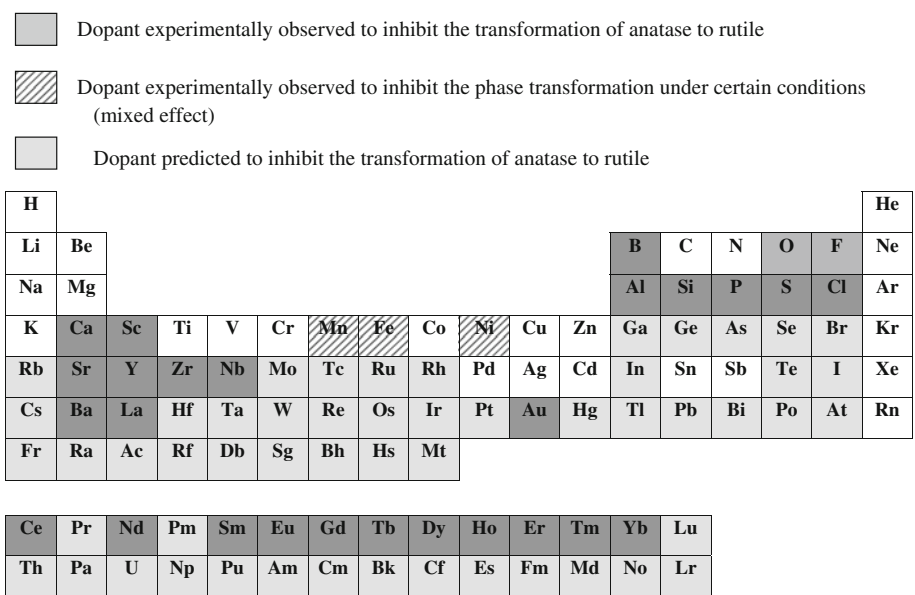 Dopant experimentally observed to inhibit the transformation of anatase to rutile
Dopant experimentally observed to inhibit the phase transformation under certain conditions
(mixed effect)
Dopant predicted to inhibit the transformation of anatase to rutile
H He
Li Be B C N O F Ne
Na Mg Al Si P S Cl Ar
K Ca Sc Ti V Cr Mn Fe Co Ni Cu Zn Ga Ge As Se Br Kr
Rb Sr Y Zr Nb Mo Tc Ru Rh Pd Ag Cd In Sn Sb Te I Xe
Cs Ba La Hf Ta W Re Os Ir Pt Au Hg Tl Pb Bi Po At Rn
Fr Ra Ac Rf Db Sg Bh Hs Mt
Ce Pr Nd Pm Sm Eu Gd Tb Dy Ho Er Tm Yb Lu
Th Pa U Np Pu Am Cm Bk Cf Es Fm Md No Lr